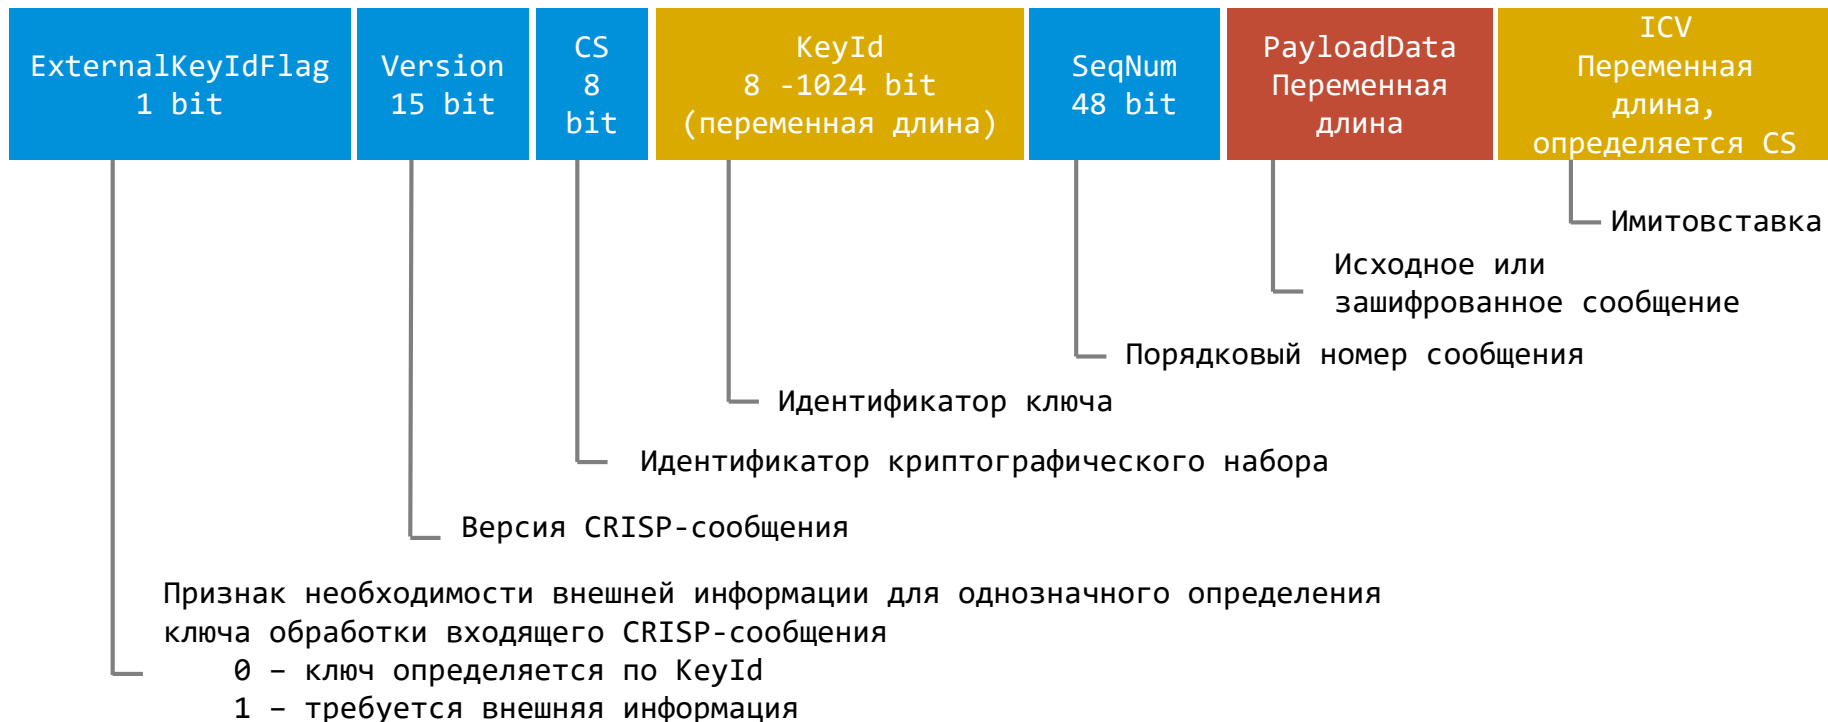 ExternalKeyIdFlag
1 bit
Version
15 bit
CS
8
bit
KeyId
8 -1024 bit
(переменная длина)
SeqNum
48 bit
PayloadData
Переменная
длина
ICV
Переменная
длина,
определяется CS
Имитовставка
Исходное или
зашифрованное сообщение
Порядковый номер сообщения
Идентификатор ключа
Идентификатор криптографического набора
Версия CRISP-сообщения
Признак необходимости внешней информации для однозначного определения
ключа обработки входящего CRISP-сообщения
0 – ключ определяется по KeyId
1 – требуется внешняя информация